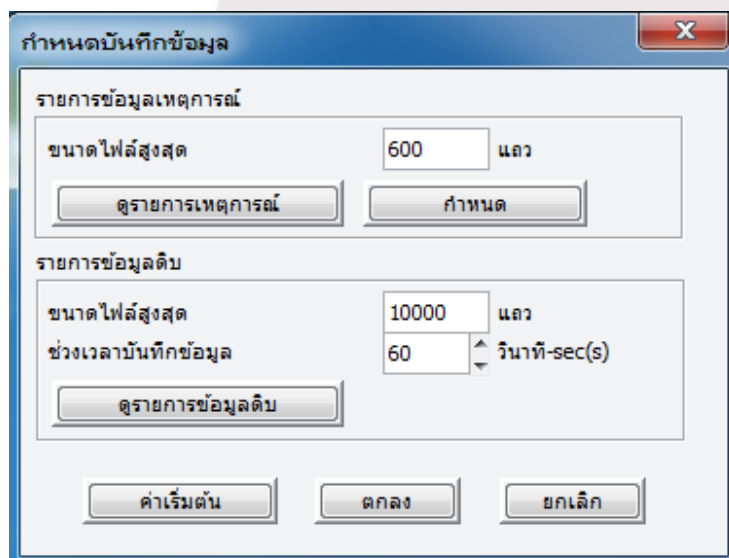 กำหนดบันทึกข้อมูล
รายการข้อมูลเหตุการณ์
ขนาดไฟล์สูงสุด 600 แถว
ดูรายการเหตุการณ์ กำหนด
รายการข้อมูลดิบ
ขนาดไฟล์สูงสุด 10000 แถว
ช่วงเวลาบันทึกข้อมูล 60 วินาที-sec(s)
ดูรายการข้อมูลดิบ
ค่าเริ่มต้น ตกลง ยกเลิก